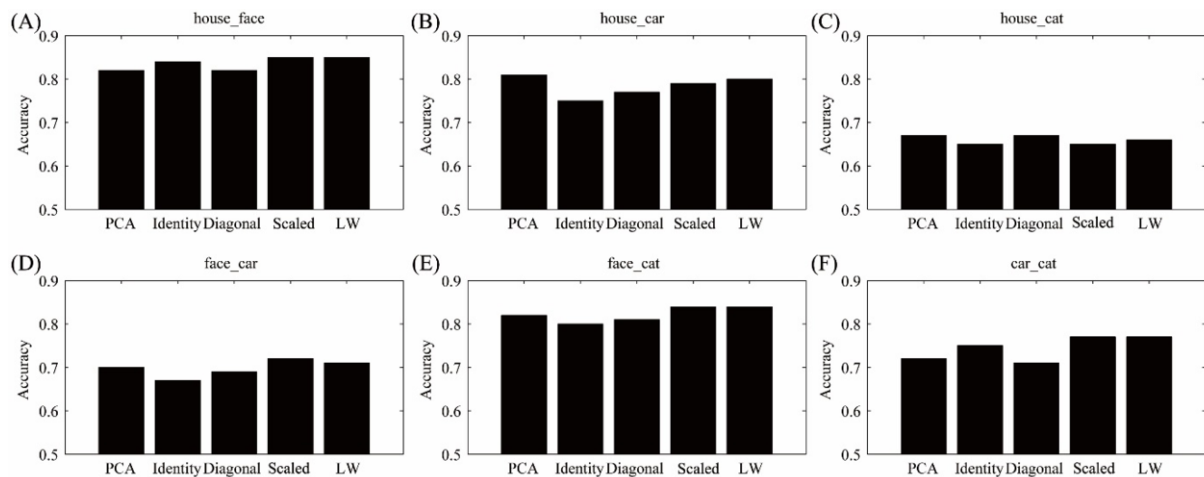 (A) house_face
0.9
0.8
0.7
0.6
0.5
Accuracy
PCA Identity Diagonal Scaled LW
(B) house_car
0.9
0.8
0.7
0.6
0.5
Accuracy
PCA Identity Diagonal Scaled LW
(C) house_cat
0.9
0.8
0.7
0.6
0.5
Accuracy
PCA Identity Diagonal Scaled LW
(D) face_car
0.9
0.8
0.7
0.6
0.5
Accuracy
PCA Identity Diagonal Scaled LW
(E) face_cat
0.9
0.8
0.7
0.6
0.5
Accuracy
PCA Identity Diagonal Scaled LW
(F) car_cat
0.9
0.8
0.7
0.6
0.5
Accuracy
PCA Identity Diagonal Scaled LW